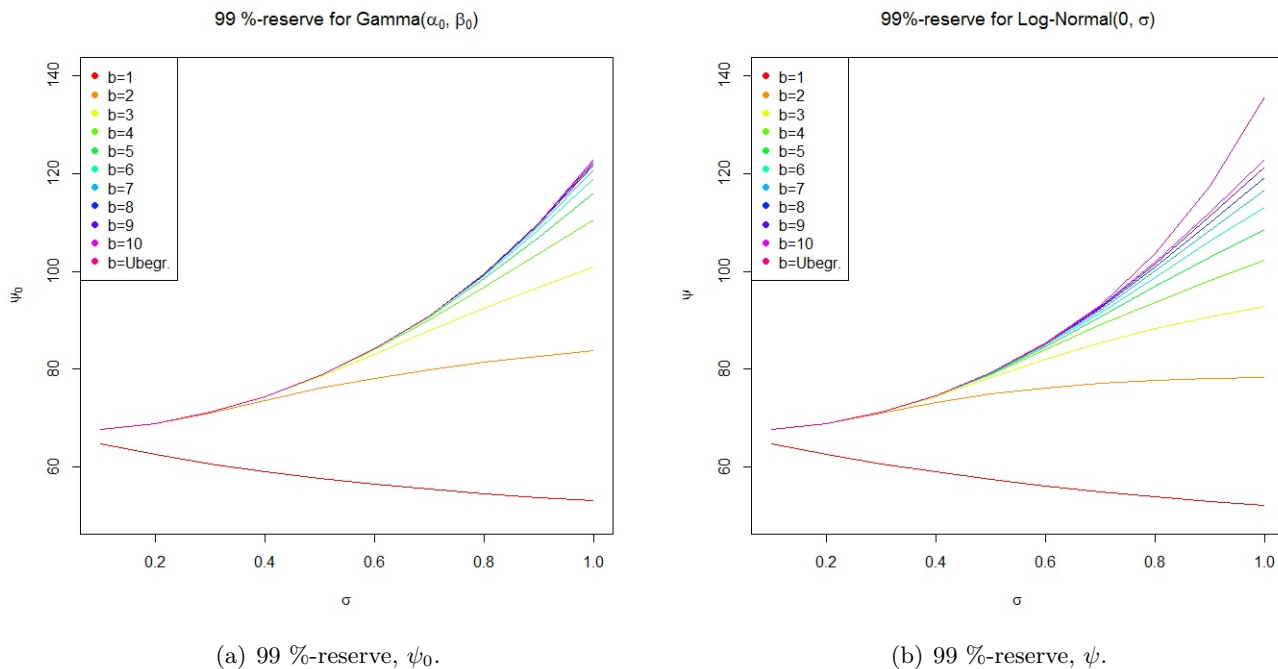 99 %-reserve for Gamma(α₀, β₀)
140
120
100
80
60
ψ₀
b=1
b=2
b=3
b=4
b=5
b=6
b=7
b=8
b=9
b=10
b=Ubegr.
0.2 0.4 0.6 0.8 1.0
σ
(a) 99 %-reserve, ψ₀.
99%-reserve for Log-Normal(0, σ)
140
120
100
80
60
ψ
b=1
b=2
b=3
b=4
b=5
b=6
b=7
b=8
b=9
b=10
b=Ubegr.
0.2 0.4 0.6 0.8 1.0
σ
(b) 99 %-reserve, ψ.